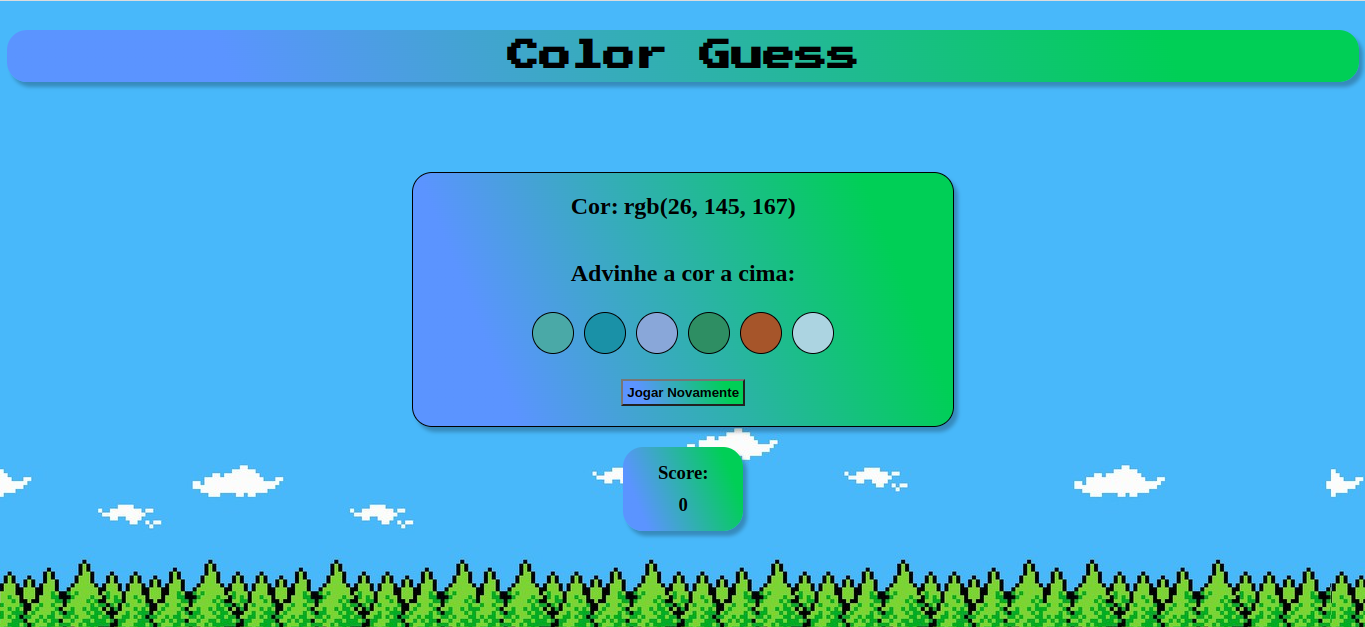 Color Guess
Cor: rgb(26, 145, 167)
Advinhe a cor a cima:
Jogar Novamente
Score:
0